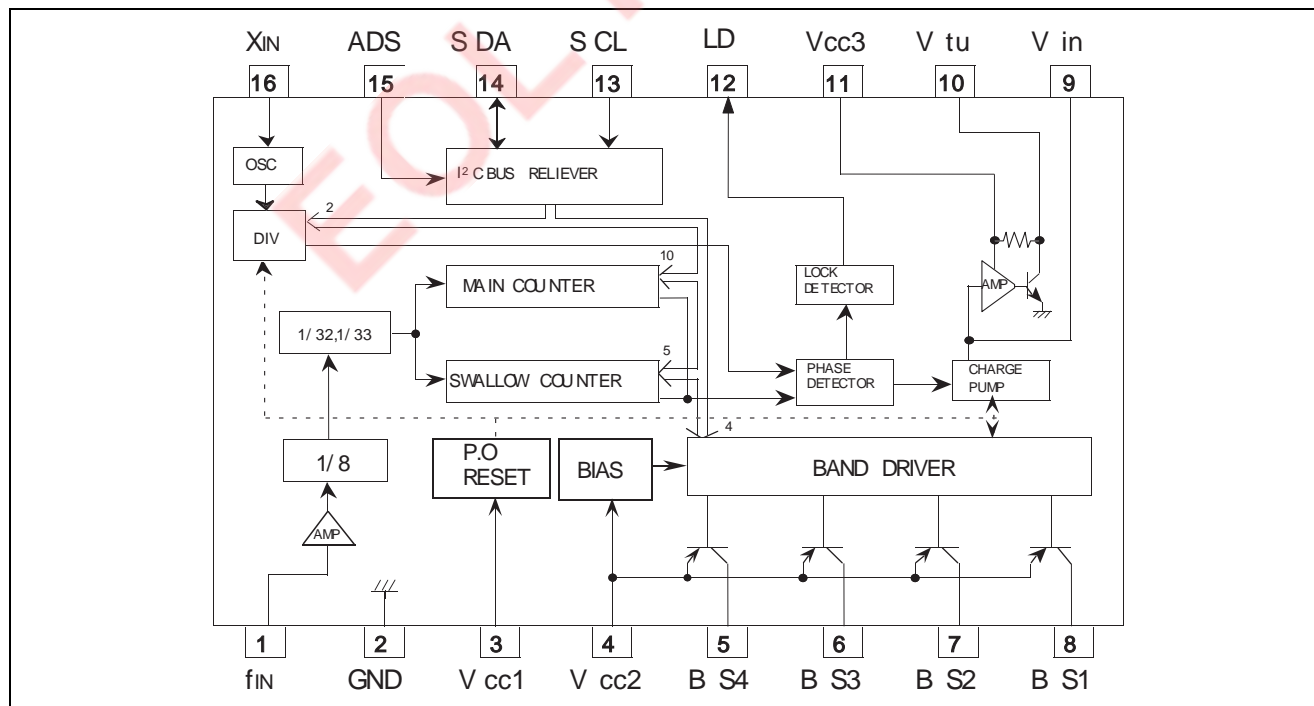 XIN ADS S DA S CL LD Vcc3 V tu V in
16 15 14 13 12 11 10 9
OSC
I2 C BUS RELIEVER
2
DIV
10
MAIN COUNTER
LOCK
DETECTOR
AMP
1/ 32,1/ 33
5
SWALLOW COUNTER
PHASE
DETECTOR
CHARGE
PUMP
4
1/ 8
P.O
RESET
BIAS
BAND DRIVER
AMP
1 2 3 4 5 6 7 8
fIN GND V cc1 V cc2 B S4 B S3 B S2 B S1
EOL